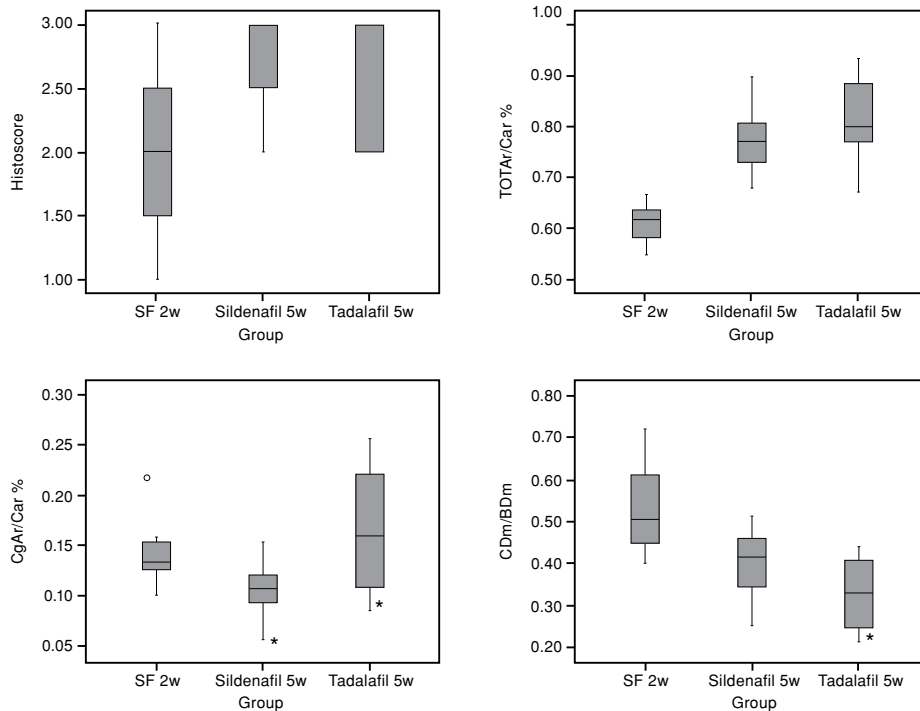 Histoscore
3.00
2.50
2.00
1.50
1.00
SF 2w Sildenafil 5w Tadalafil 5w
Group
TOTAr/Car %
1.00
0.90
0.80
0.70
0.60
0.50
SF 2w Sildenafil 5w Tadalafil 5w
Group
CgAr/Car %
0.30
0.25
0.20
0.15
0.10
0.05
*
*
SF 2w Sildenafil 5w Tadalafil 5w
Group
CDm/BDm
0.80
0.70
0.60
0.50
0.40
0.30
0.20
*
SF 2w Sildenafil 5w Tadalafil 5w
Group